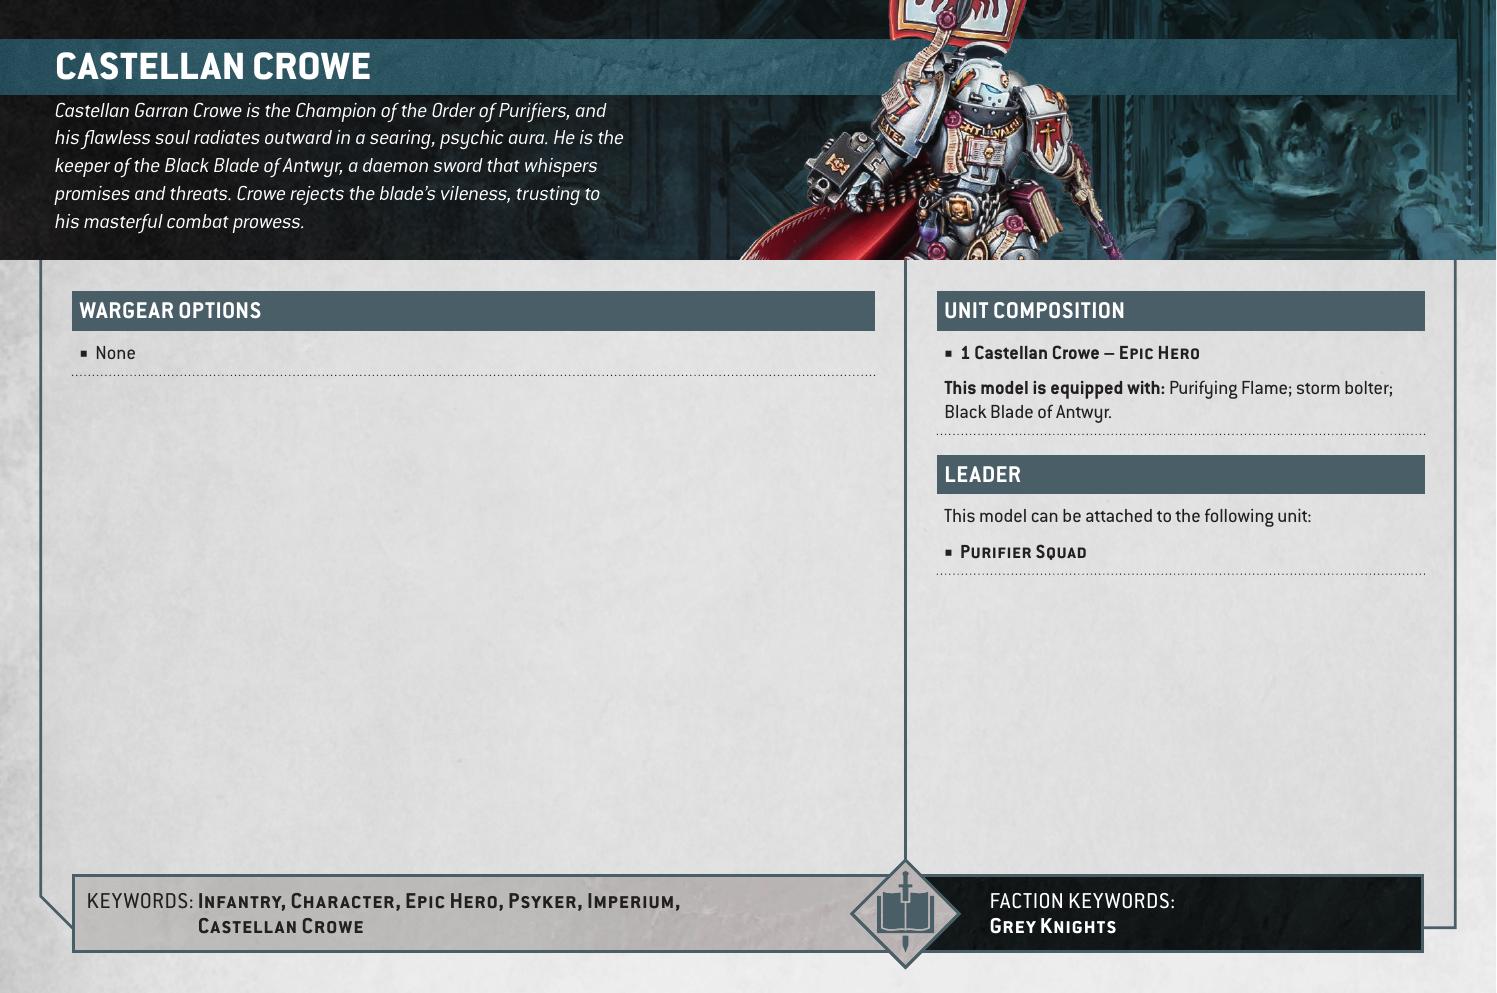 CASTELLAN CROWE
Castellan Garran Crowe is the Champion of the Order of Purifiers, and
his flawless soul radiates outward in a searing, psychic aura. He is the
keeper of the Black Blade of Antwyr, a daemon sword that whispers
promises and threats. Crowe rejects the blade's vileness, trusting to
his masterful combat prowess.
WARGEAR OPTIONS
▪ None
UNIT COMPOSITION
▪ 1 Castellan Crowe – EPIC HERO
This model is equipped with: Purifying Flame; storm bolter;
Black Blade of Antwyr.
LEADER
This model can be attached to the following unit:
▪ PURIFIER SQUAD
KEYWORDS: INFANTRY, CHARACTER, EPIC HERO, PSYKER, IMPERIUM,
CASTELLAN CROWE
FACTION KEYWORDS:
GREY KNIGHTS